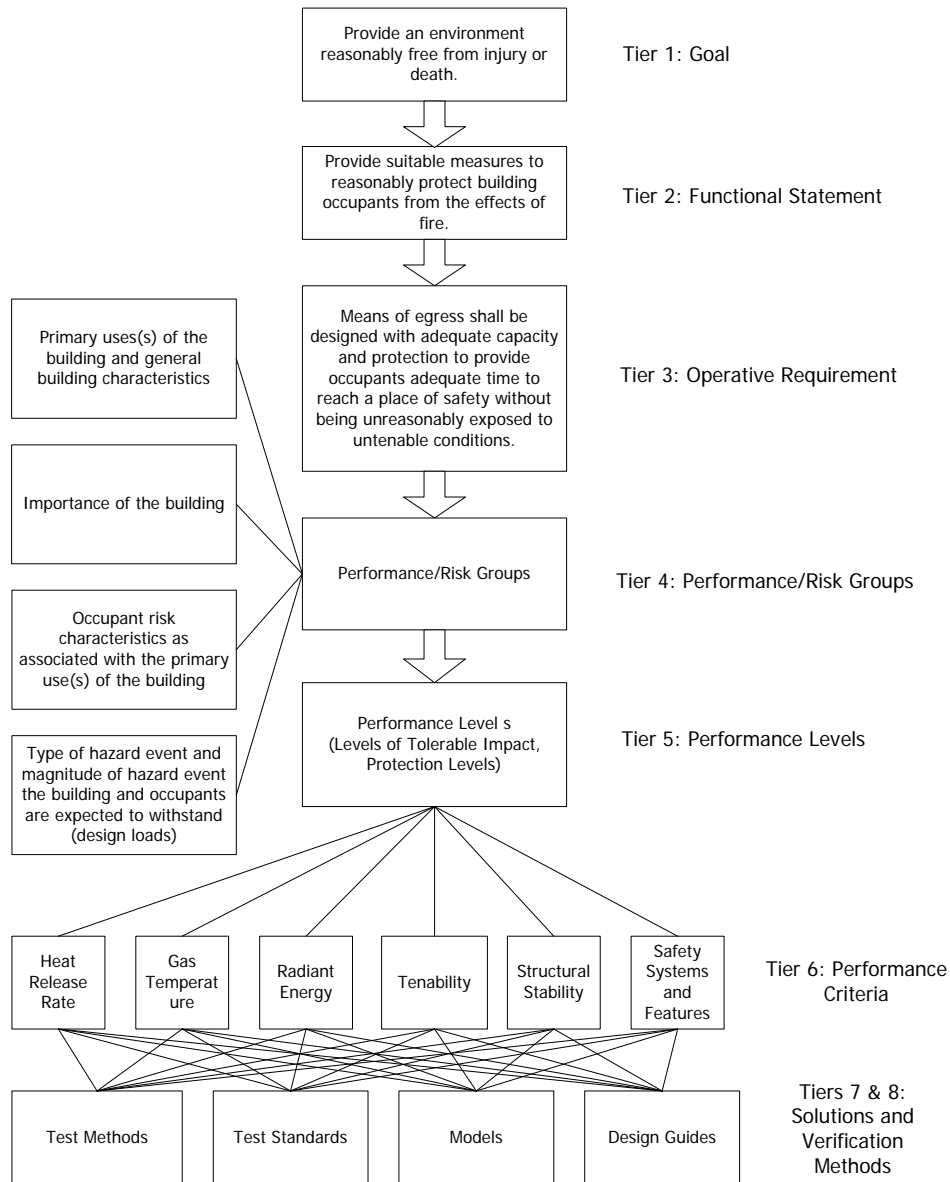 Provide an environment
reasonably free from injury or
death.
Tier 1: Goal
Provide suitable measures to
reasonably protect building
occupants from the effects of
fire.
Tier 2: Functional Statement
Means of egress shall be
designed with adequate capacity
and protection to provide
occupants adequate time to
reach a place of safety without
being unreasonably exposed to
untenable conditions.
Tier 3: Operative Requirement
Primary uses(s) of the
building and general
building characteristics
Importance of the building
Occupant risk
characteristics as
associated with the primary
use(s) of the building
Type of hazard event and
magnitude of hazard event
the building and occupants
are expected to withstand
(design loads)
Performance/Risk Groups
Tier 4: Performance/Risk Groups
Performance Level s
(Levels of Tolerable Impact,
Protection Levels)
Tier 5: Performance Levels
Heat
Release
Rate
Gas
Temperat
ure
Radiant
Energy
Tenability
Structural
Stability
Safety
Systems
and
Features
Tier 6: Performance
Criteria
Test Methods
Test Standards
Models
Design Guides
Tiers 7 & 8:
Solutions and
Verification
Methods